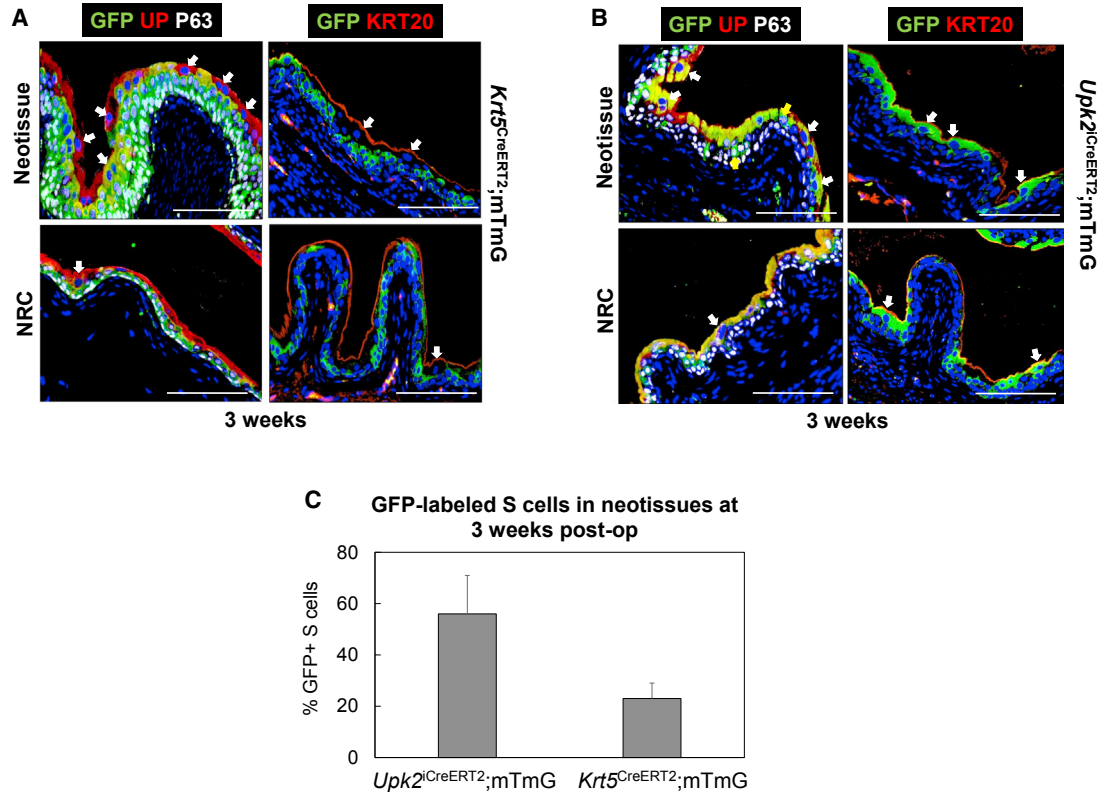 A
GFP UP P63
GFP KRT20
Neotissue
NRC
Krt5CreERT2;mTmG
3 weeks
B
GFP UP P63
GFP KRT20
Neotissue
NRC
Upk2iCreERT2;mTmG
3 weeks
C
GFP-labeled S cells in neotissues at
3 weeks post-op
% GFP+ S cells
80
60
40
20
0
Upk2iCreERT2;mTmG
Krt5CreERT2;mTmG